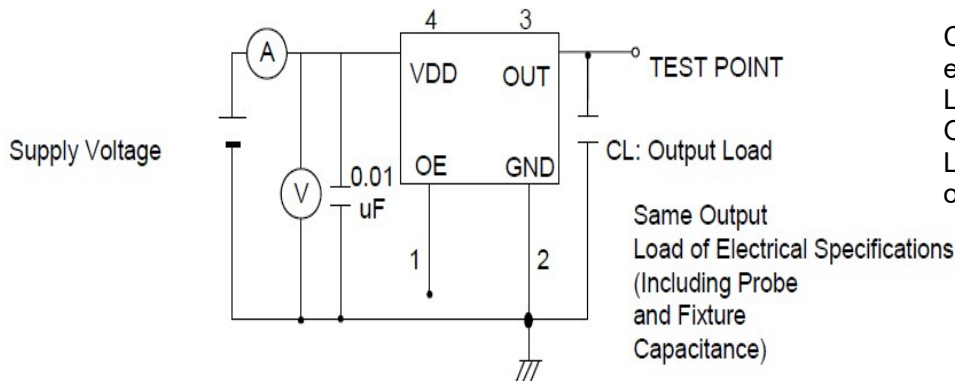 4 3
A
VDD OUT
TEST POINT
Supply Voltage
V
0.01
uF
OE GND
CL: Output Load
1 2
Same Output
Load of Electrical Specifications
(Including Probe
and Fixture
Capacitance)